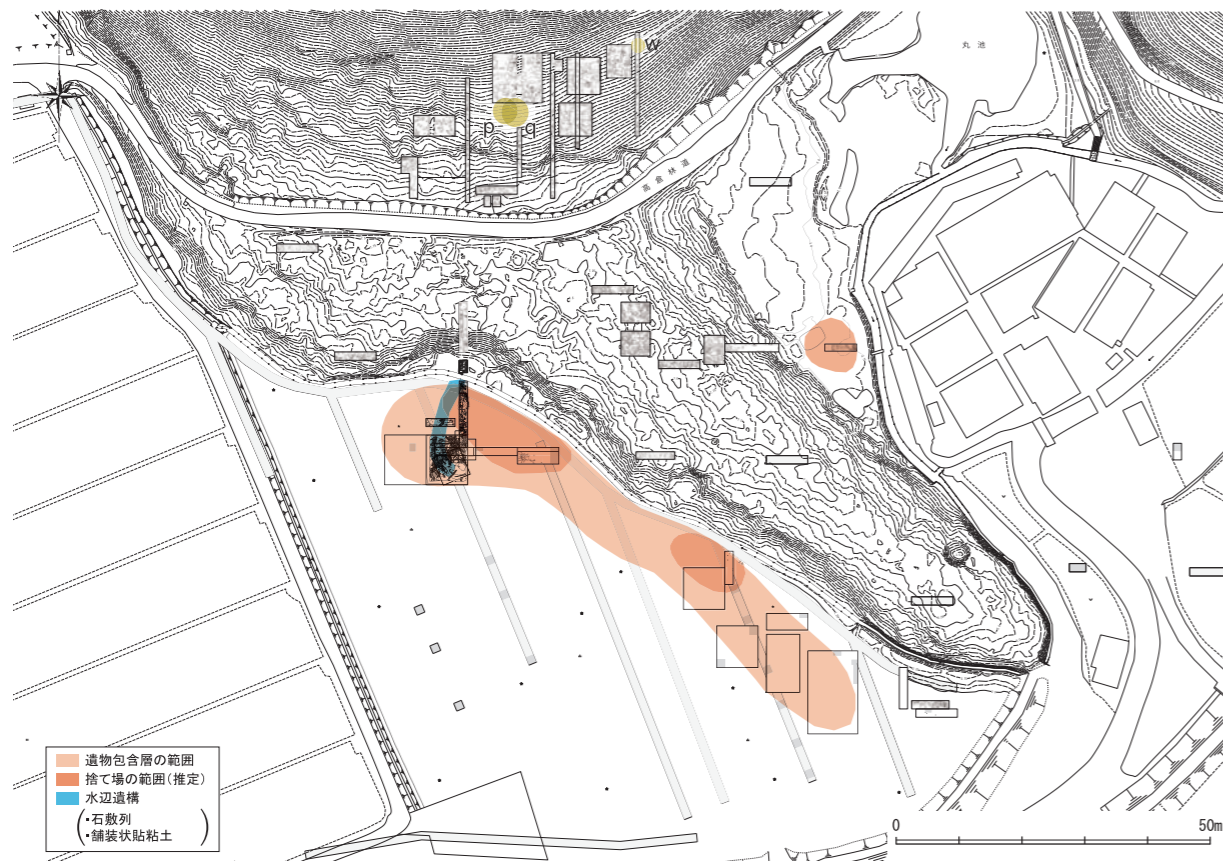 丸池
w
p q
高倉林道
遺物包含層の範囲
捨て場の範囲(推定)
水辺遺構
(・石敷列
・舗装状貼粘土)
0 50m